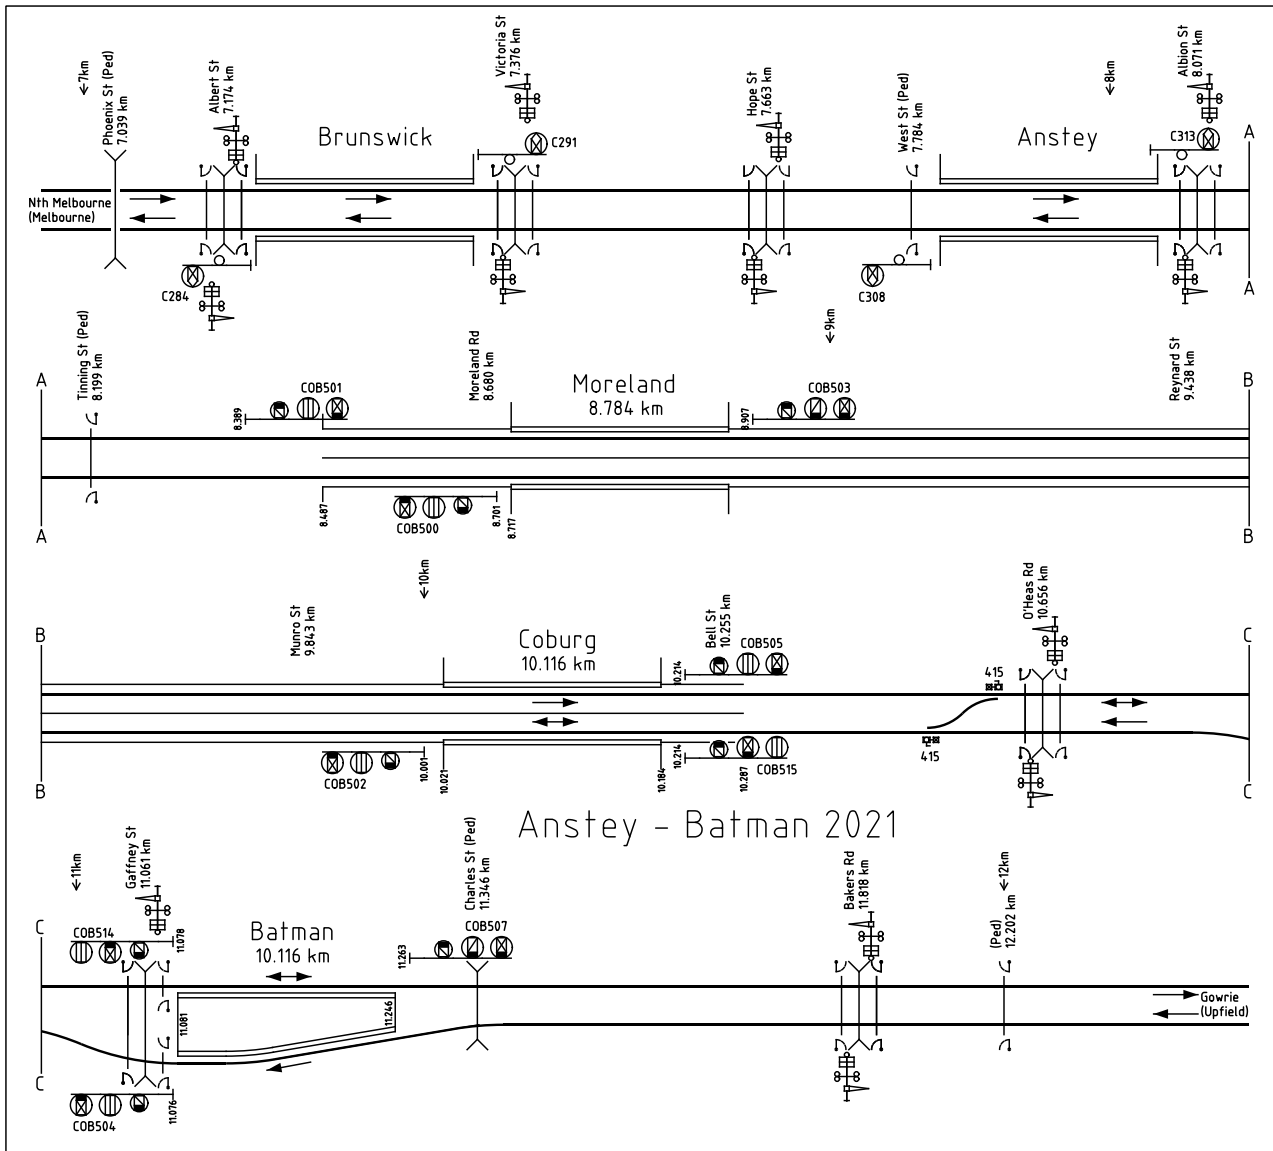 ←7km
Phoenix St (Ped)
7.039 km
Albert St
7.174 km
Brunswick
Victoria St
7.376 km
C291
Hope St
7.663 km
West St (Ped)
7.784 km
Anstey
←8km
Albion St
8.071 km
C313
A
Nth Melbourne
(Melbourne)
C284
C308
A
A
Tinning St (Ped)
8.199 km
8.389
COB501
Moreland Rd
8.680 km
Moreland
8.784 km
8.907
COB503
←9km
Reynard St
9.438 km
B
A
8.487
COB500
8.701
8.717
B
B
Munro St
9.843 km
←10km
Coburg
10.116 km
10.214
Bell St
10.255 km
COB505
415
O'Heas Rd
10.656 km
C
B
COB502
10.001
10.021
10.184
10.214
10.287
COB515
415
C
Anstey - Batman 2021
C
←11km
COB514
Gaffney St
11.061 km
11.078
Batman
10.116 km
11.263
Charles St (Ped)
11.346 km
COB507
Bakers Rd
11.818 km
(Ped)
12.202 km
←12km
11.081
11.246
Gowrie
(Upfield)
C
COB504
11.076